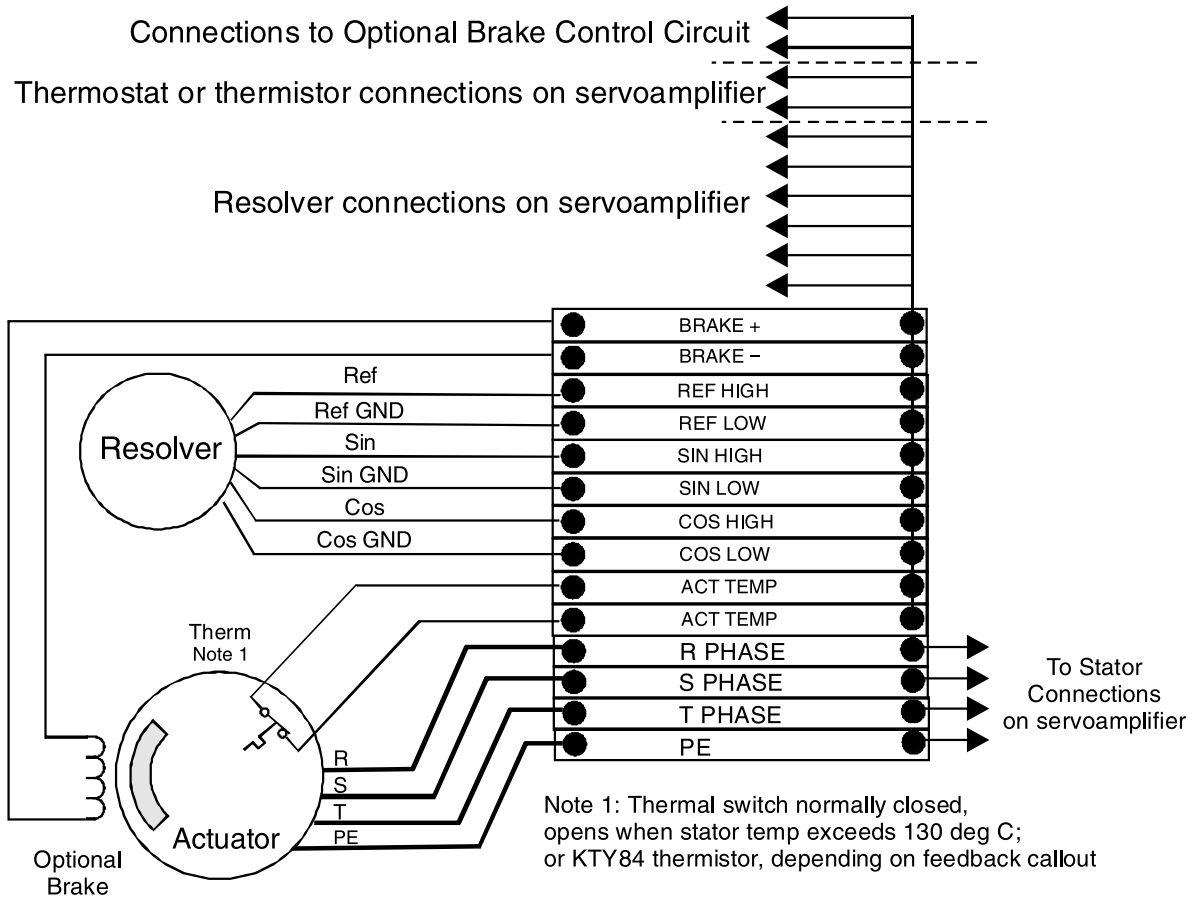 Connections to Optional Brake Control Circuit
Thermostat or thermistor connections on servoamplifier
Resolver connections on servoamplifier
BRAKE +
BRAKE –
Ref
REF HIGH
Ref GND
REF LOW
Resolver
Sin
SIN HIGH
Sin GND
SIN LOW
Cos
COS HIGH
Cos GND
COS LOW
ACT TEMP
ACT TEMP
Therm
Note 1
R PHASE
S PHASE
T PHASE
PE
To Stator
Connections
on servoamplifier
R
S
T
PE
Actuator
Optional
Brake
Note 1: Thermal switch normally closed,
opens when stator temp exceeds 130 deg C;
or KTY84 thermistor, depending on feedback callout